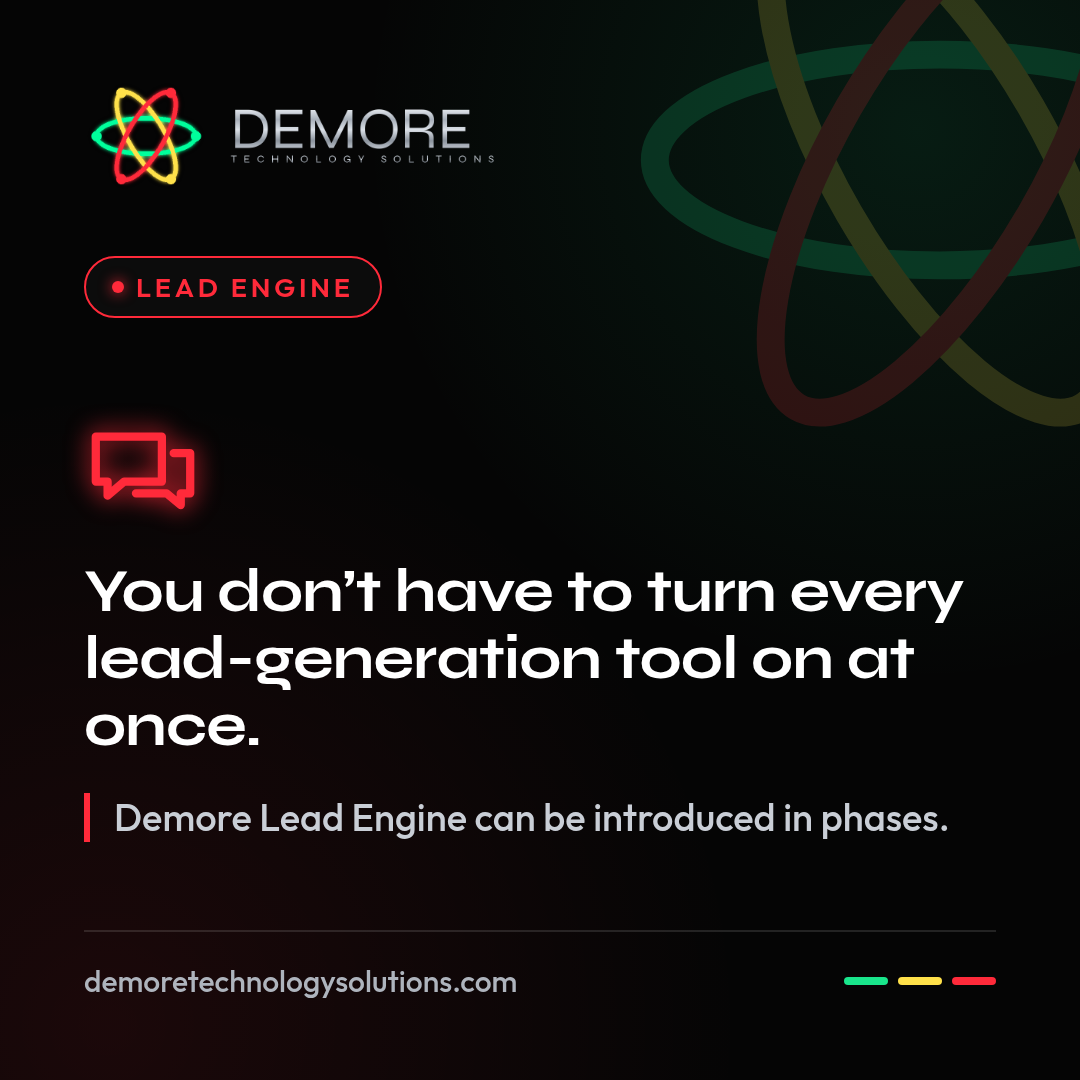 DEMORE
TECHNOLOGY SOLUTIONS
LEAD ENGINE
You don’t have to turn every
lead-generation tool on at
once.
Demore Lead Engine can be introduced in phases.
demoretechnologysolutions.com